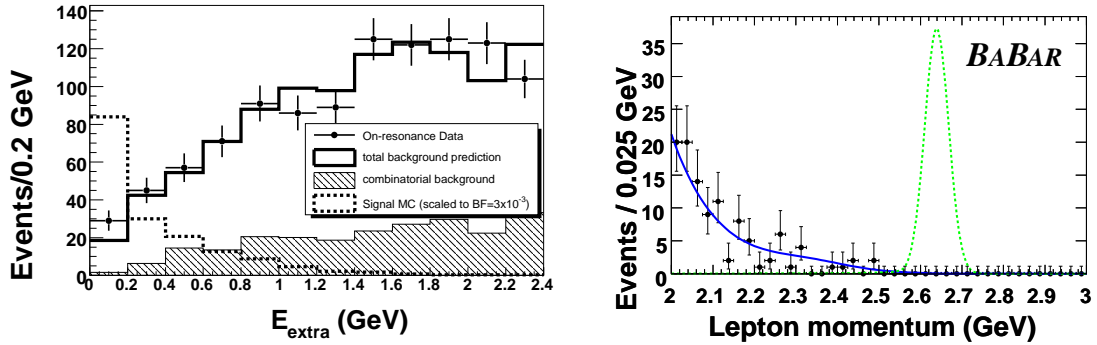 140
120
100
80
60
40
20
0
Events/0.2 GeV
On-resonance Data
total background prediction
combinatorial background
Signal MC (scaled to BF=3x10⁻³)
0 0.2 0.4 0.6 0.8 1.0 1.2 1.4 1.6 1.8 2.0 2.2 2.4
E_extra (GeV)
35
30
25
20
15
10
5
0
Events / 0.025 GeV
BABAR
2 2.1 2.2 2.3 2.4 2.5 2.6 2.7 2.8 2.9 3
Lepton momentum (GeV)